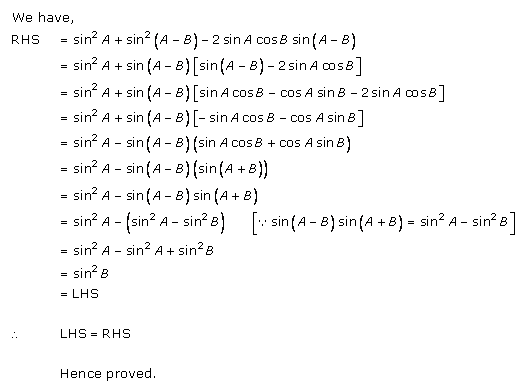 We have,
RHS = sin² A + sin² (A − B) − 2 sin A cos B sin (A − B)
= sin² A + sin (A − B) [sin (A − B) − 2 sin A cos B]
= sin² A + sin (A − B) [sin A cos B − cos A sin B − 2 sin A cos B]
= sin² A + sin (A − B) [− sin A cos B − cos A sin B]
= sin² A − sin (A − B) (sin A cos B + cos A sin B)
= sin² A − sin (A − B) (sin (A + B))
= sin² A − sin (A − B) sin (A + B)
= sin² A − (sin² A − sin² B) [∵ sin (A − B) sin (A + B) = sin² A − sin² B]
= sin² A − sin² A + sin² B
= sin² B
= LHS
∴ LHS = RHS
Hence proved.